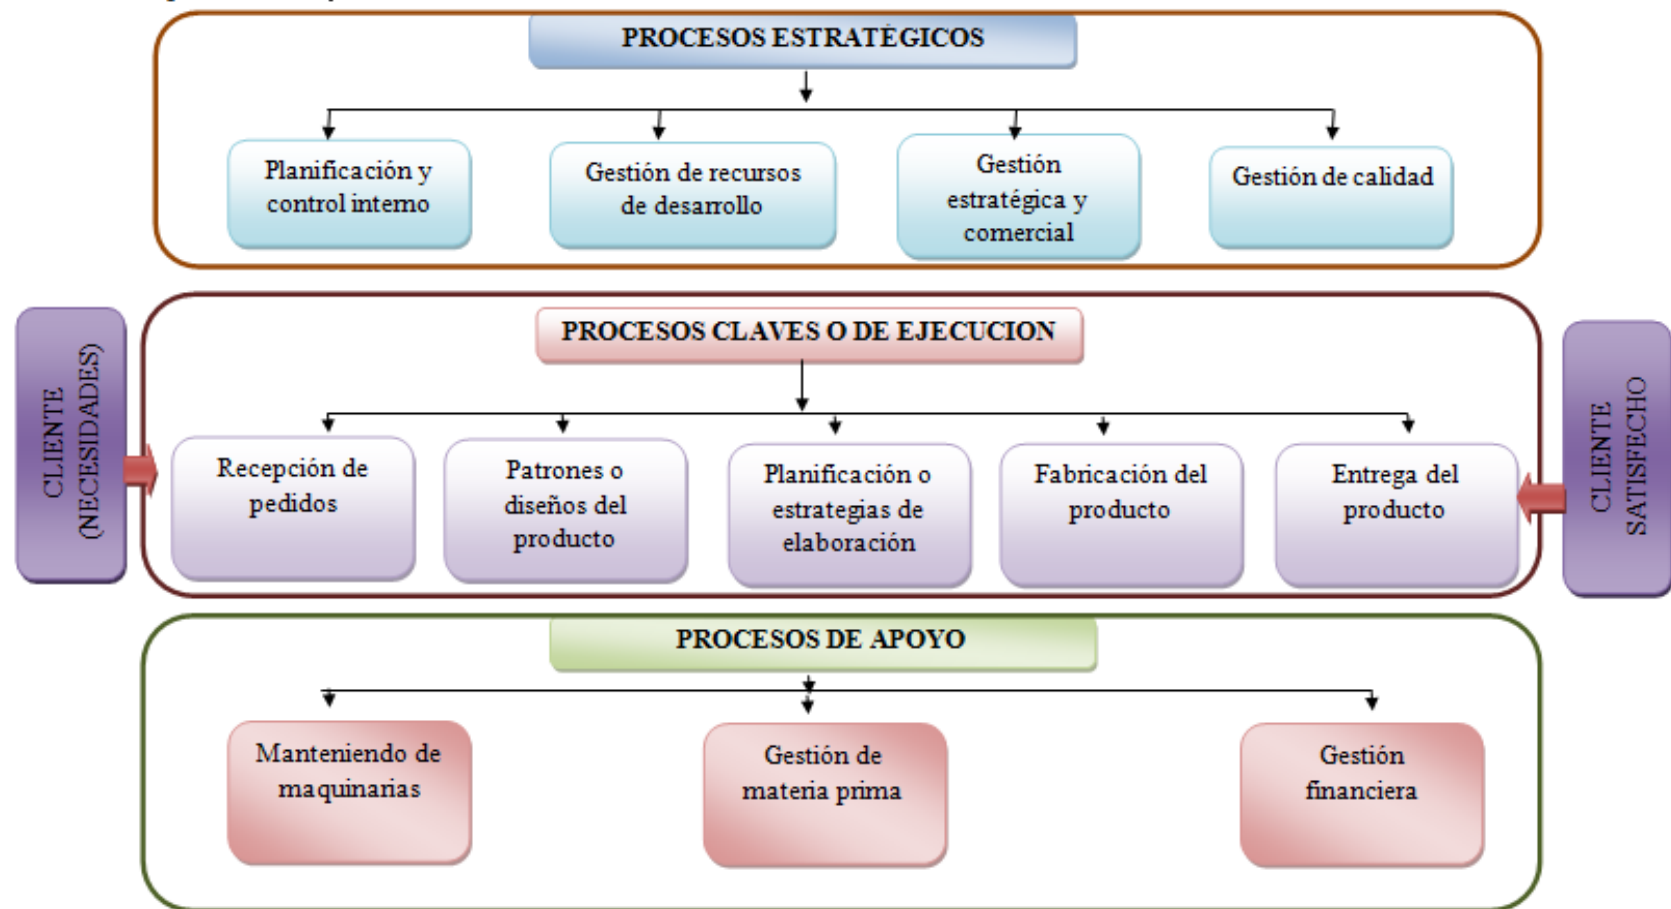 PROCESOS ESTRATÉGICOS
Planificación y
control interno
Gestión de recursos
de desarrollo
Gestión
estratégica y
comercial
Gestión de calidad
CLIENTE
(NECESIDADES)
PROCESOS CLAVES O DE EJECUCION
Recepción de
pedidos
Patrones o
diseños del
producto
Planificación o
estrategias de
elaboración
Fabricación del
producto
Entrega del
producto
CLIENTE
SATISFECHO
PROCESOS DE APOYO
Manteniendo de
maquinarias
Gestión de
materia prima
Gestión
financiera